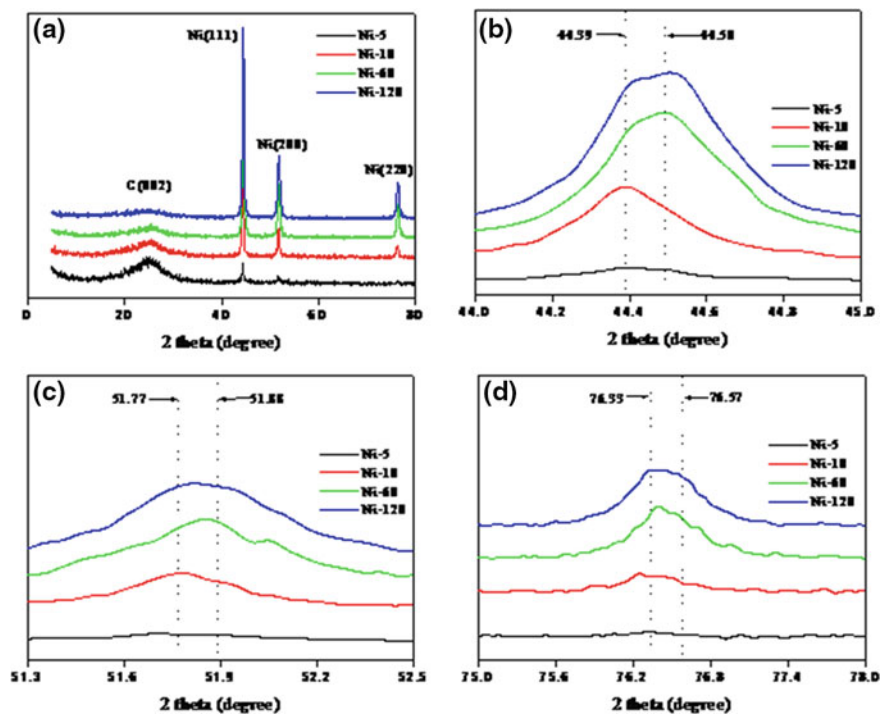 (a)
Ni(111)
Ni(200)
Ni(220)
C(002)
Ni-5
Ni-10
Ni-60
Ni-120
0 20 40 60 80
2 theta (degree)
(b)
44.39
44.50
Ni-5
Ni-10
Ni-60
Ni-120
44.0 44.2 44.4 44.6 44.8 45.0
2 theta (degree)
(c)
51.77
51.88
Ni-5
Ni-10
Ni-60
Ni-120
51.3 51.6 51.9 52.2 52.5
2 theta (degree)
(d)
76.33
76.57
Ni-5
Ni-10
Ni-60
Ni-120
75.0 75.6 76.2 76.8 77.4 78.0
2 theta (degree)